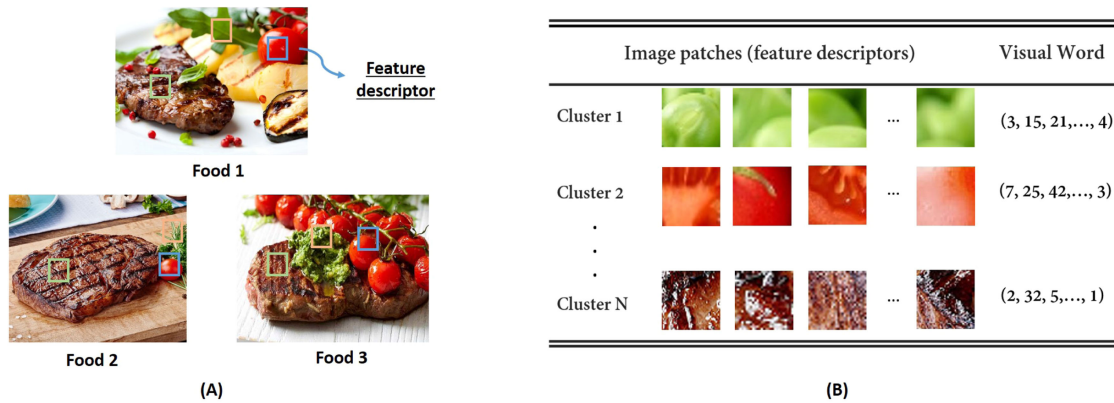 Feature
descriptor
Food 1
Food 2
Food 3
(A)
Image patches (feature descriptors) Visual Word
Cluster 1 ... (3, 15, 21,..., 4)
Cluster 2 ... (7, 25, 42,..., 3)
.
.
.
Cluster N ... (2, 32, 5,..., 1)
(B)